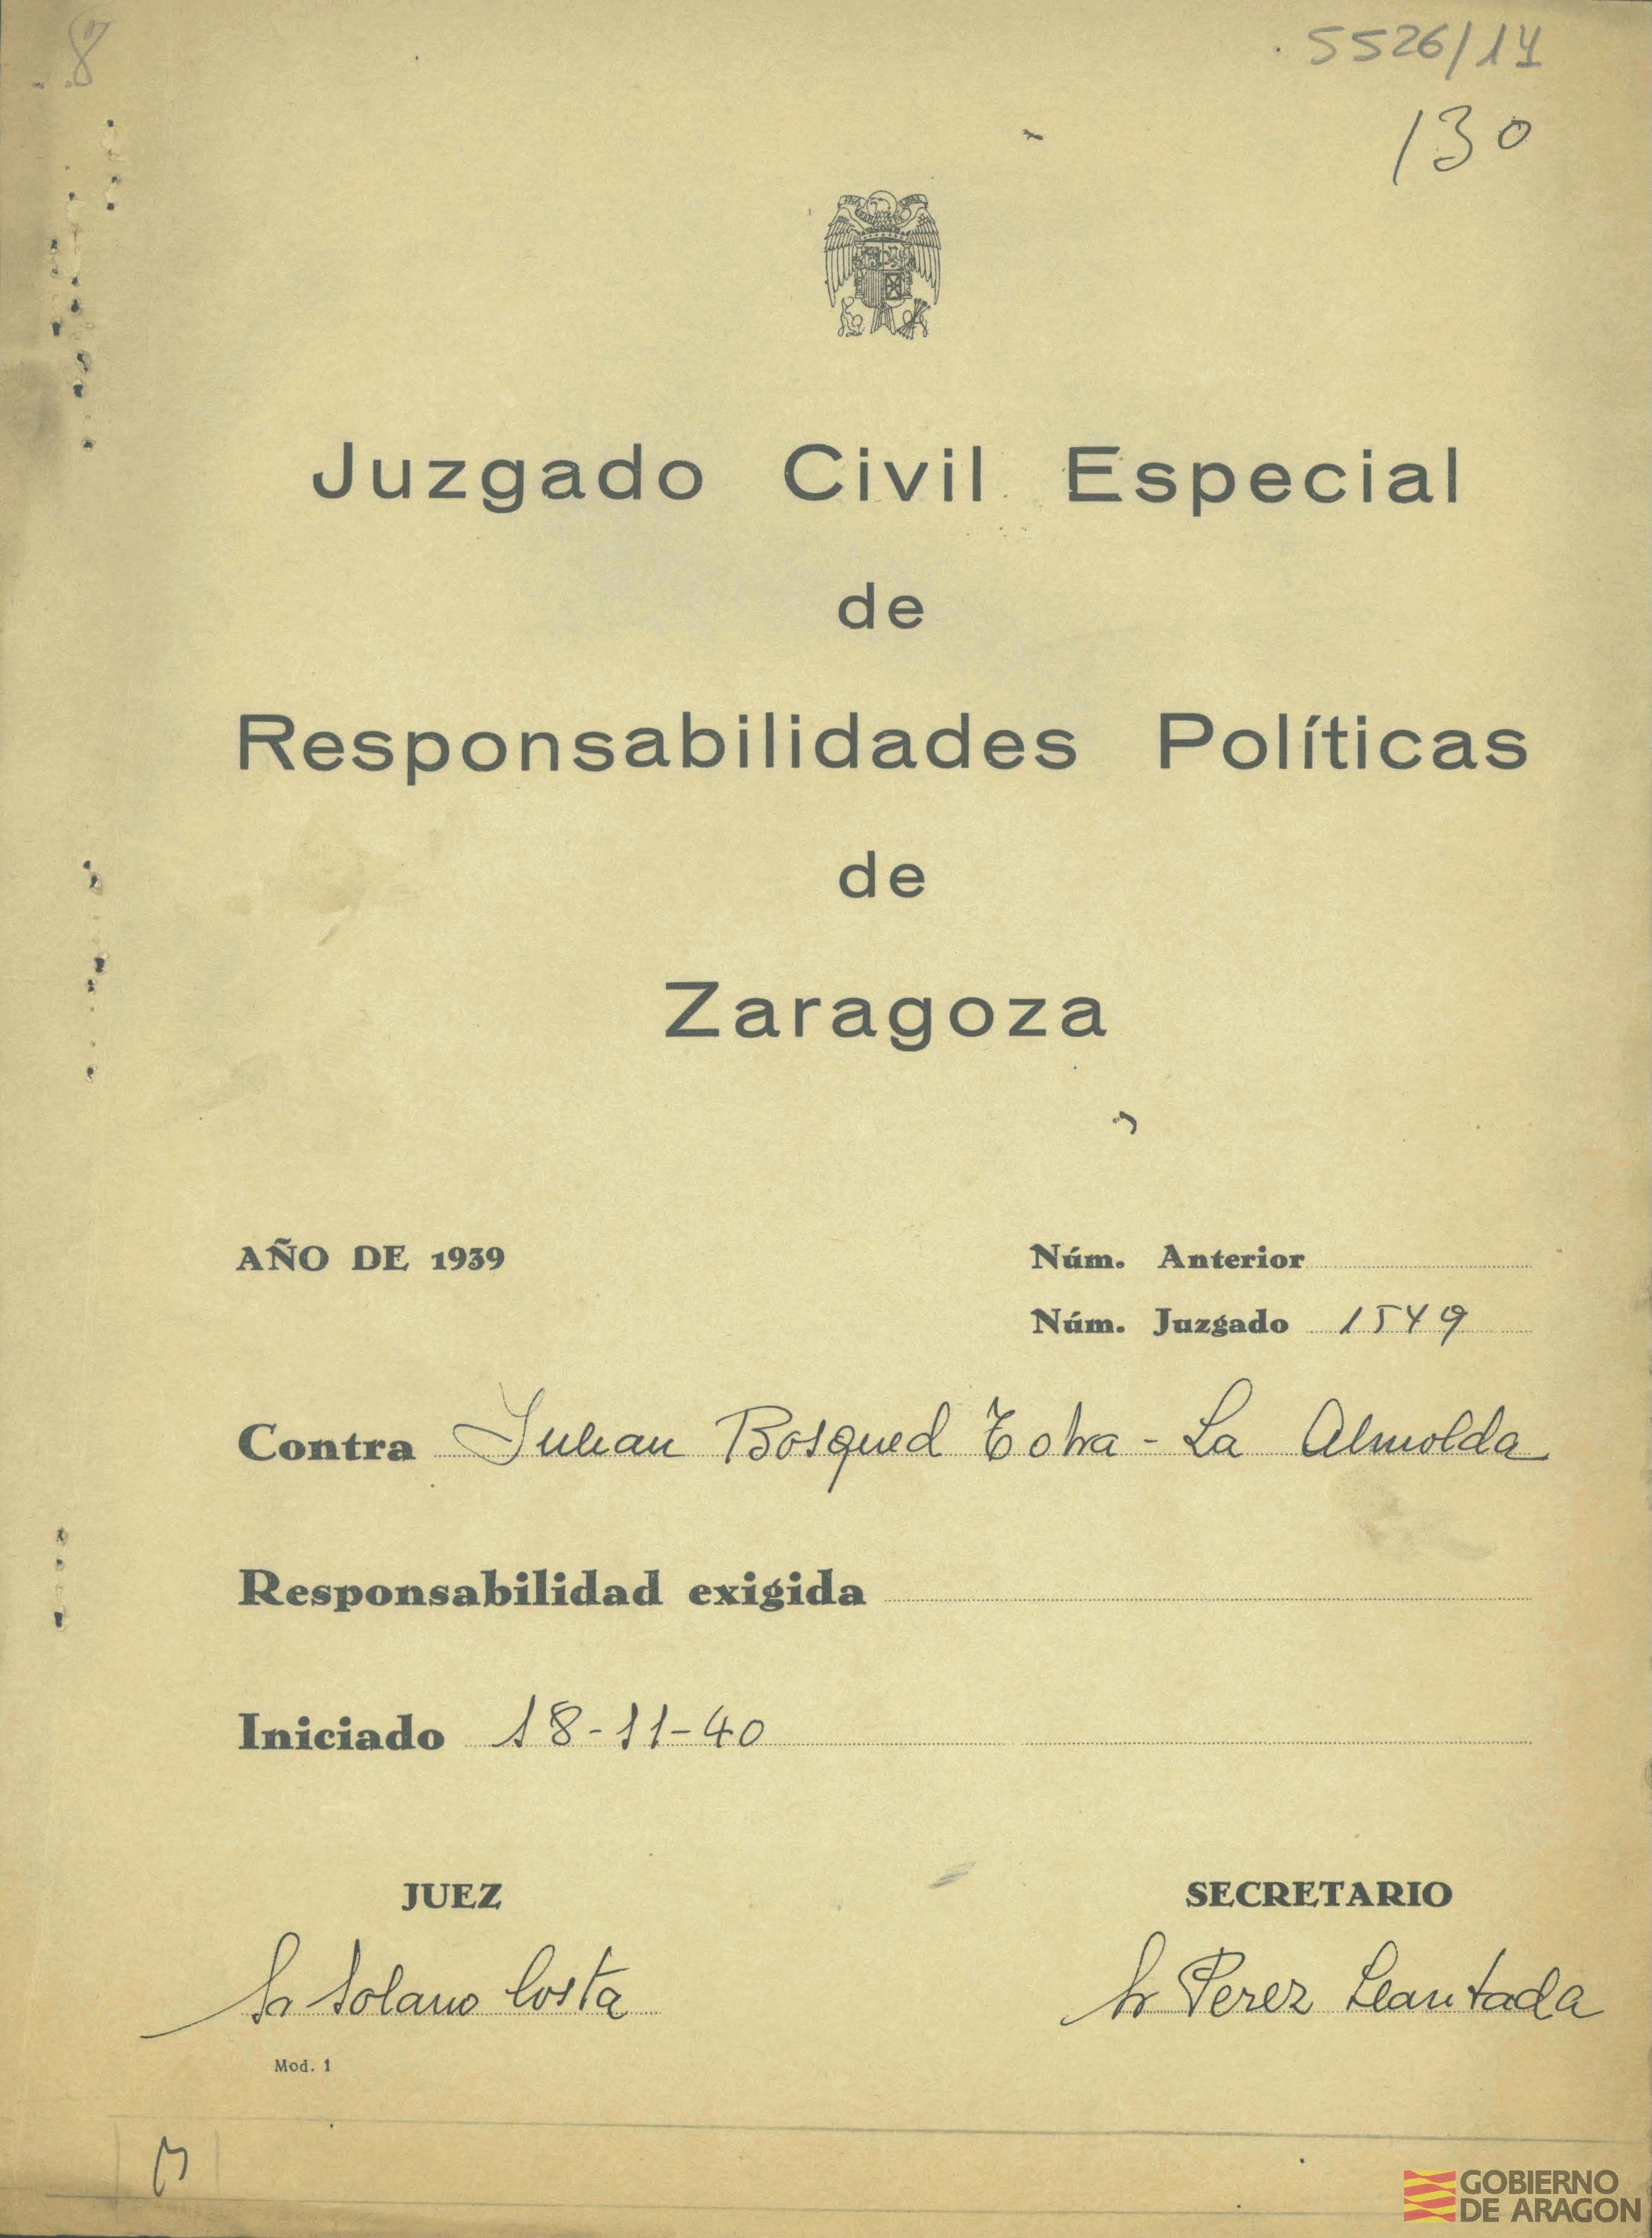 8
5526/14
130
Juzgado Civil Especial
de
Responsabilidades Políticas
de
Zaragoza
AÑO DE 1939
Núm. Anterior
Núm. Juzgado 1549
Contra Julian Bosqued - La Almolda
Responsabilidad exigida
Iniciado 18-11-40
JUEZ
SECRETARIO
Sr Solano Costa
Sr Perez Leantada
Mod. 1
GOBIERNO
DE ARAGON